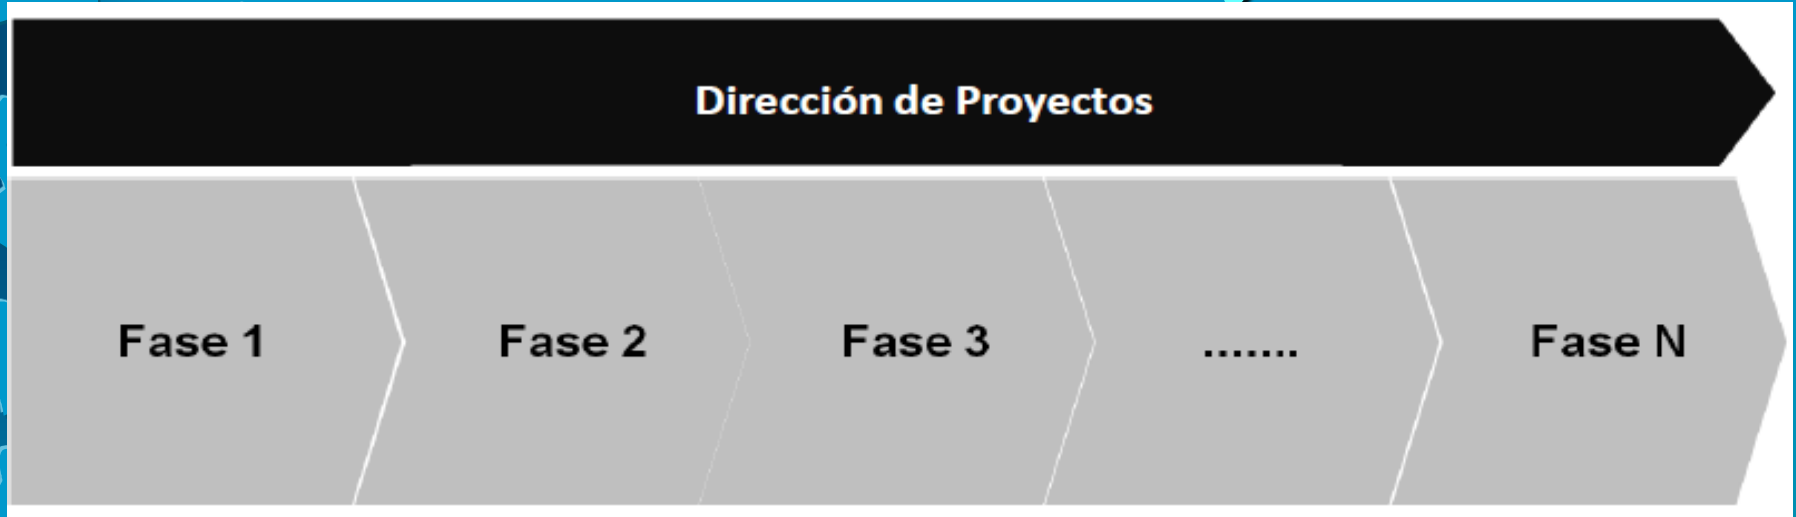 Dirección de Proyectos
Fase 1
Fase 2
Fase 3
.......
Fase N